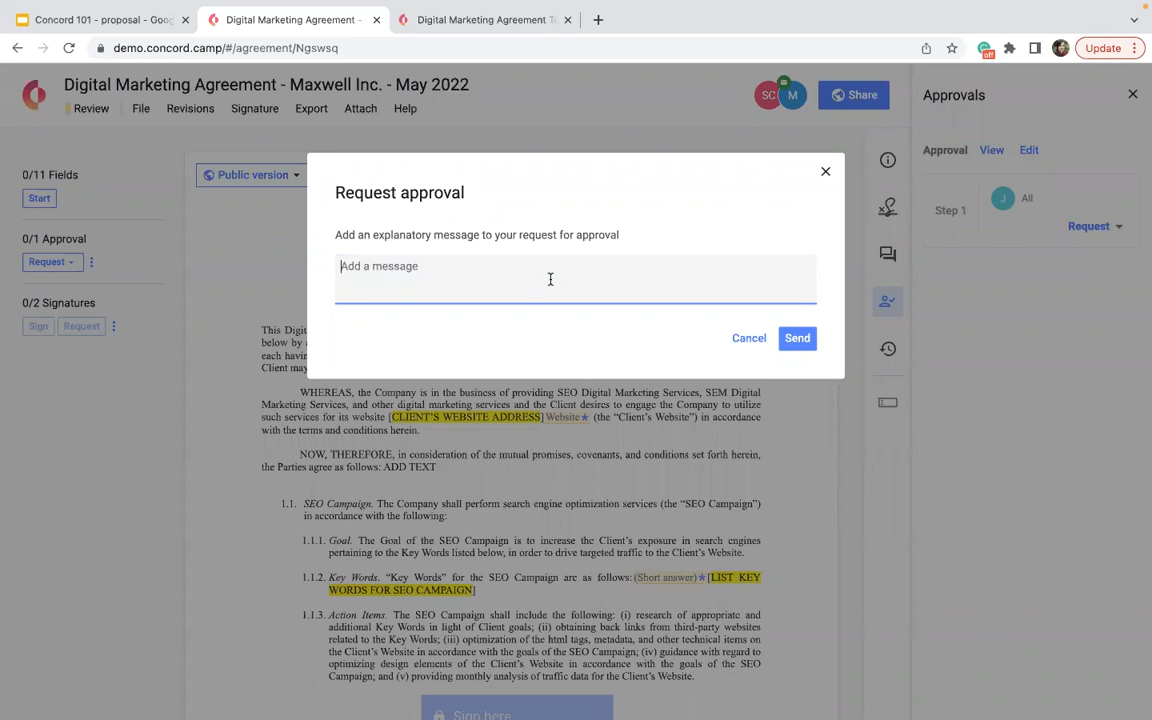 Concord 101 - proposal - Goog
Digital Marketing Agreement -
Digital Marketing Agreement Te
demo.concord.camp/#/agreement/Ngswsq
off
Update
Digital Marketing Agreement - Maxwell Inc. - May 2022
Review File Revisions Signature Export Attach Help
SC M
Share
Approvals
0/11 Fields
Start
0/1 Approval
Request
0/2 Signatures
Sign Request
Public version
Request approval
Add an explanatory message to your request for approval
Add a message
Cancel Send
Approval View Edit
Step 1 J All
Request
This Digit
below by a
each havin
Client may
WHEREAS, the Company is in the business of providing SEO Digital Marketing Services, SEM Digital
Marketing Services, and other digital marketing services and the Client desires to engage the Company to utilize
such services for its website [CLIENT'S WEBSITE ADDRESS] Website★ (the “Client's Website”) in accordance
with the terms and conditions herein.
NOW, THEREFORE, in consideration of the mutual promises, covenants, and conditions set forth herein,
the Parties agree as follows: ADD TEXT
1.1. SEO Campaign. The Company shall perform search engine optimization services (the “SEO Campaign”)
in accordance with the following:
1.1.1. Goal. The Goal of the SEO Campaign is to increase the Client's exposure in search engines
pertaining to the Key Words listed below, in order to drive targeted traffic to the Client's Website.
1.1.2. Key Words. “Key Words” for the SEO Campaign are as follows: (Short answer)★[LIST KEY
WORDS FOR SEO CAMPAIGN]
1.1.3. Action Items. The SEO Campaign shall include the following: (i) research of appropriate and
additional Key Words in light of Client goals; (ii) obtaining back links from third-party websites
related to the Key Words; (iii) optimization of the html tags, metadata, and other technical items on
the Client's Website in accordance with the goals of the SEO Campaign; (iv) guidance with regard to
optimizing design elements of the Client's Website in accordance with the goals of the SEO
Campaign; and (v) providing monthly analysis of traffic data for the Client's Website.
Sign here